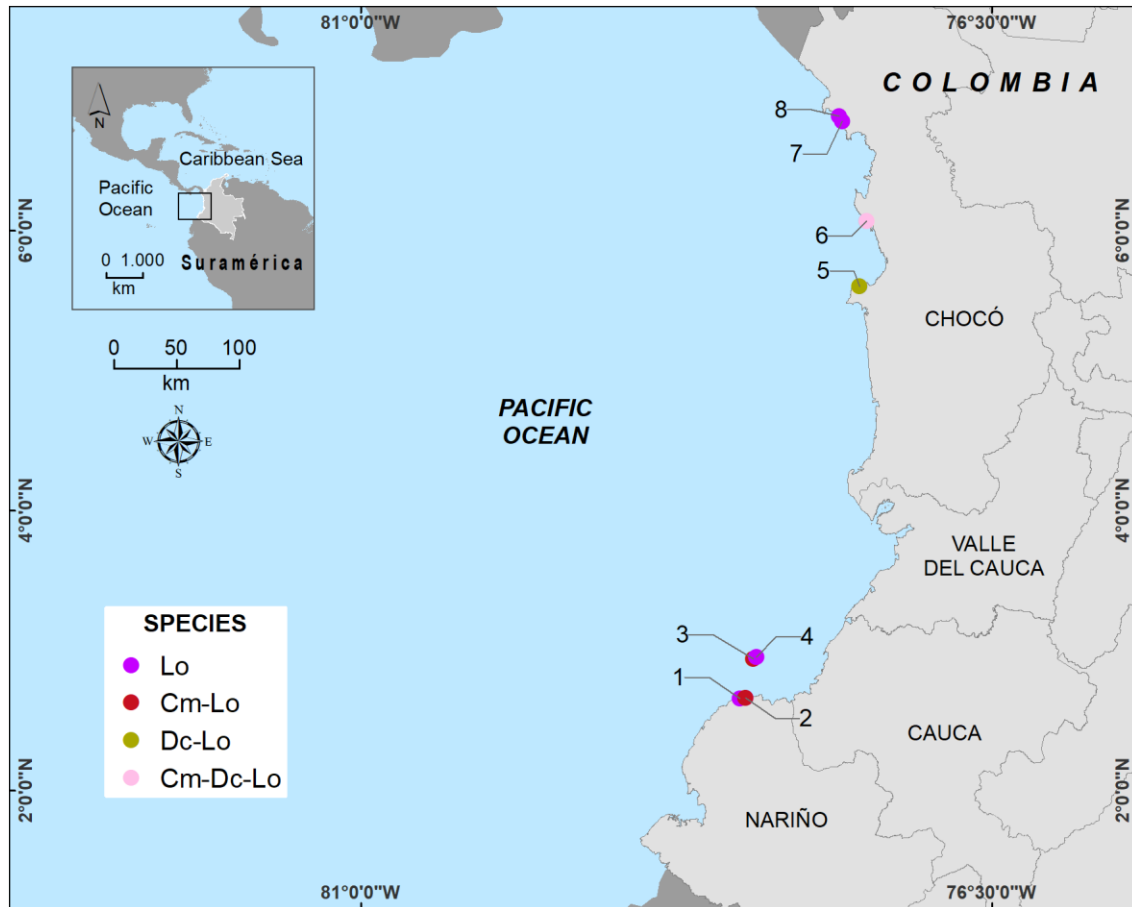 81°0'0"W
76°30'0"W
COLOMBIA
N
Caribbean Sea
Pacific
Ocean
0 1.000
km
Suramérica
8
7
6°0'0"N
6°0'0"N
6
5
CHOCÓ
0 50 100
km
PACIFIC
OCEAN
N
W E
S
4°0'0"N
4°0'0"N
VALLE
DEL CAUCA
SPECIES
Lo
Cm-Lo
Dc-Lo
Cm-Dc-Lo
3
4
1
2
CAUCA
2°0'0"N
2°0'0"N
NARIÑO
81°0'0"W
76°30'0"W